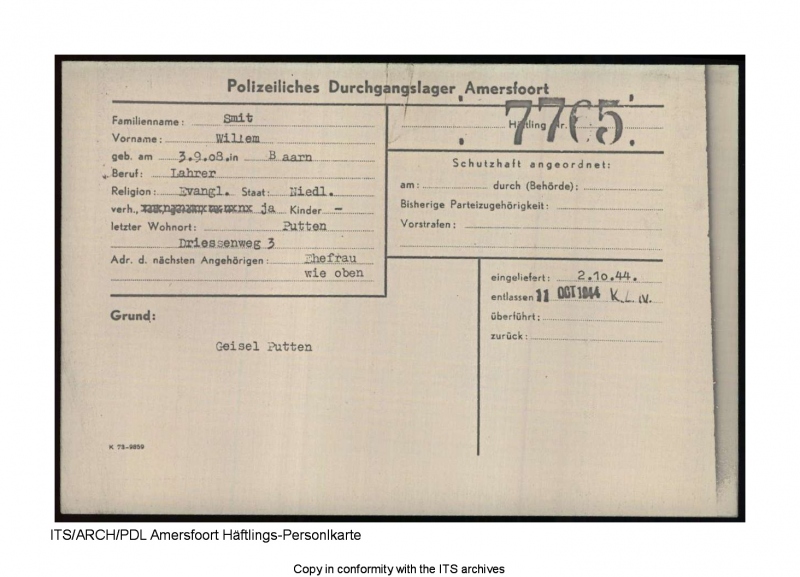 Polizeiliches Durchgangslager Amersfoort
Familienname: Smit
Vorname: Willem
geb. am 3.9.08. in Baarn
Beruf: Lahrer
Religion: Evangl. Staat: Niedl.
verh., ja Kinder –
letzter Wohnort: Putten
Driessenweg 3
Adr. d. nächsten Angehörigen: Ehefrau
wie oben
Häftling Nr. 7765.
Schutzhaft angeordnet:
am: durch (Behörde):
Bisherige Parteizugehörigkeit:
Vorstrafen:
eingeliefert: 2.10.44.
entlassen 11 OCT 1944 K.L. N.
überführt:
zurück:
Grund:
Geisel Putten
K 73-9859
ITS/ARCH/PDL Amersfoort Häftlings-Personlkarte
Copy in conformity with the ITS archives